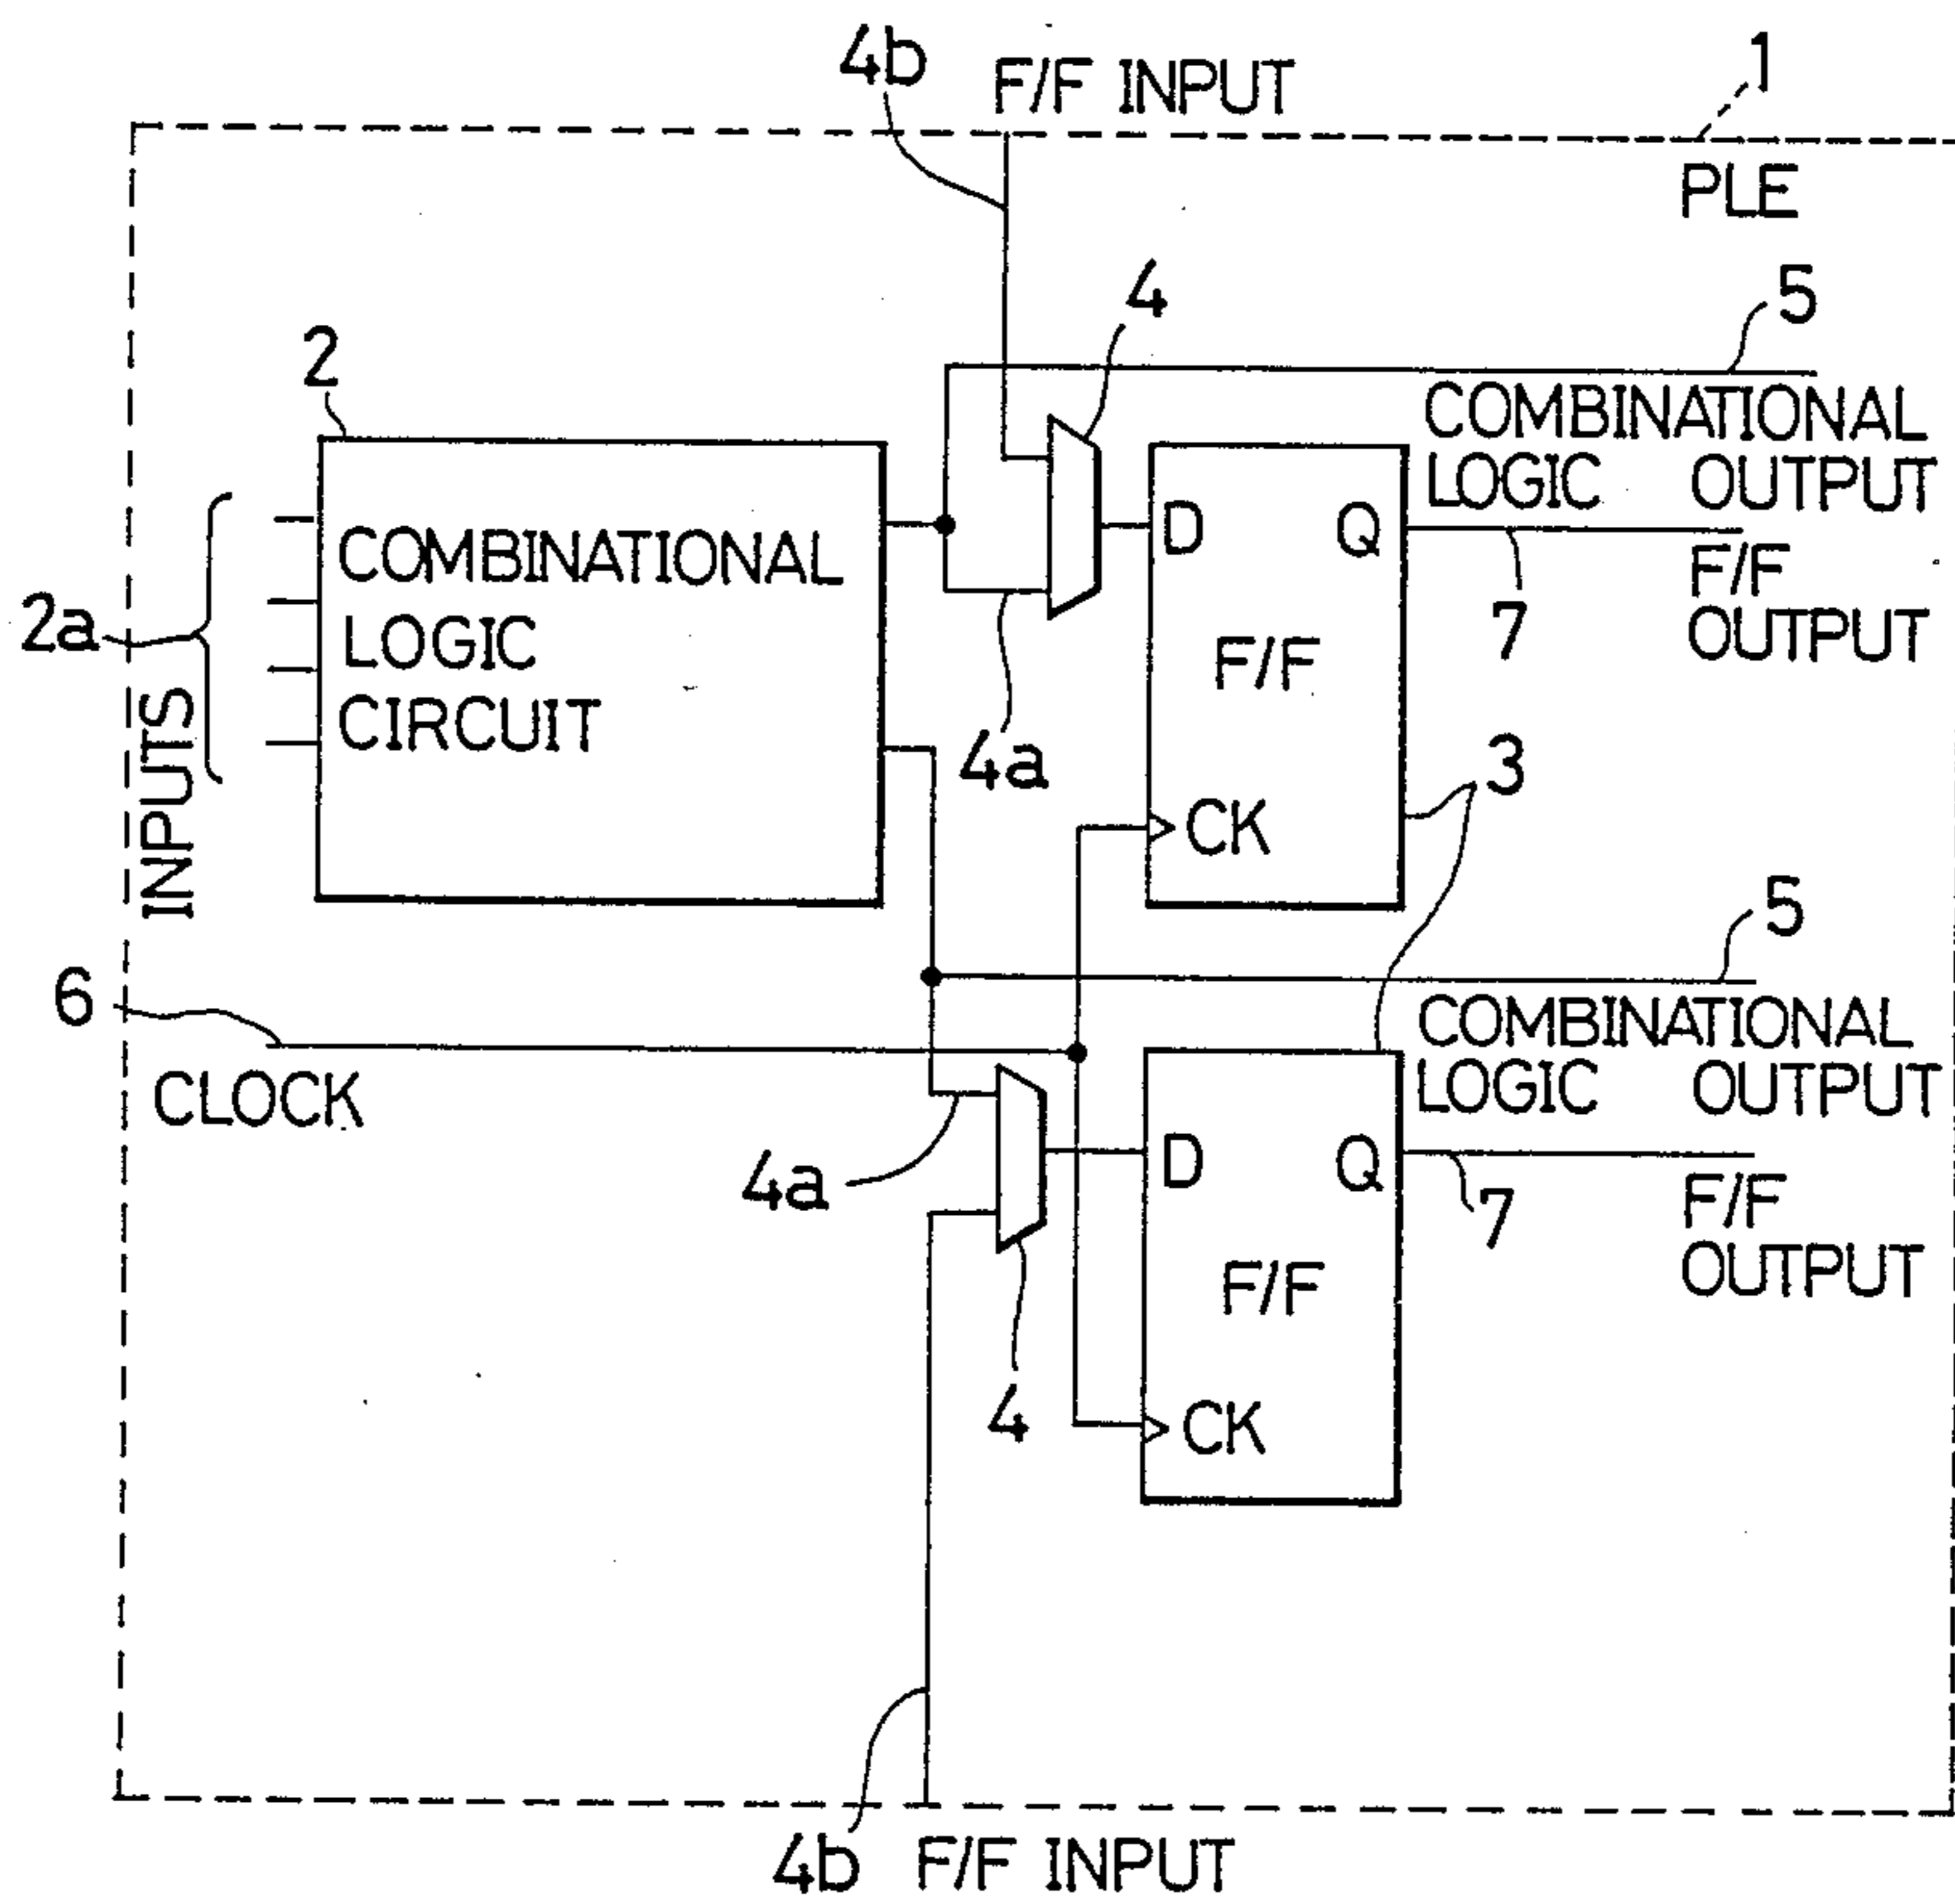 4b
F/F INPUT
1
PLE
4
5
2
COMBINATIONAL
LOGIC OUTPUT
COMBINATIONAL
LOGIC
CIRCUIT
2a
INPUTS
D
Q
F/F
CK
4a
7
F/F
OUTPUT
3
5
6
CLOCK
COMBINATIONAL
LOGIC OUTPUT
4a
D
Q
F/F
CK
7
F/F
OUTPUT
4
4b
F/F INPUT